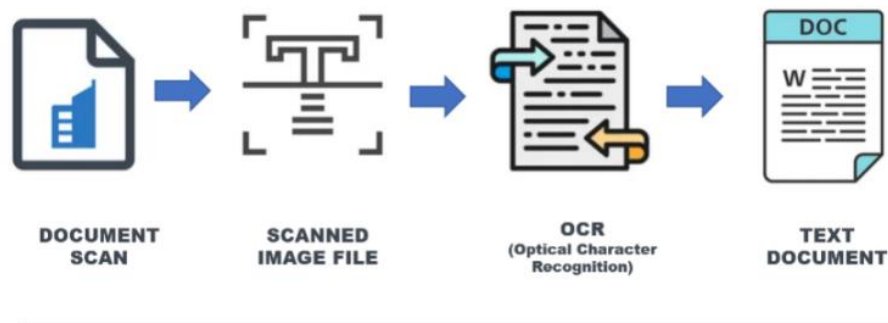 DOC
W
DOCUMENT
SCAN
SCANNED
IMAGE FILE
OCR
(Optical Character
Recognition)
TEXT
DOCUMENT